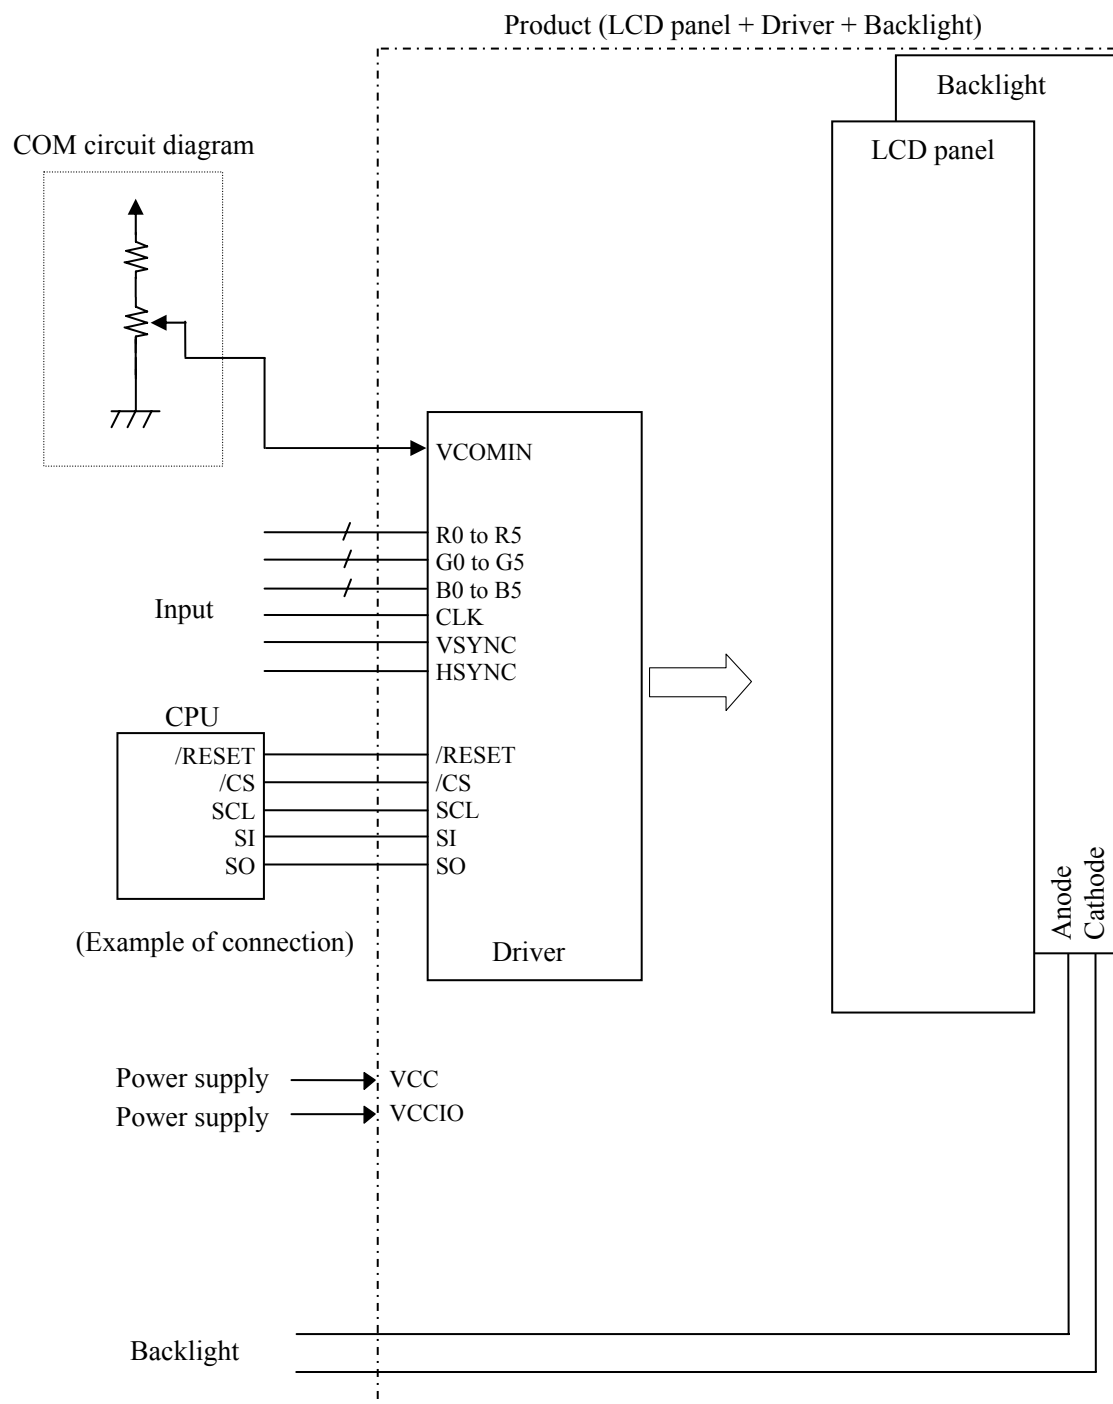 Product (LCD panel + Driver + Backlight)
Backlight
COM circuit diagram
LCD panel
VCOMIN
R0 to R5
G0 to G5
B0 to B5
Input
CLK
VSYNC
HSYNC
CPU
/RESET
/RESET
/CS
/CS
SCL
SCL
SI
SI
SO
SO
Anode
Cathode
(Example of connection)
Driver
Power supply
VCC
Power supply
VCCIO
Backlight